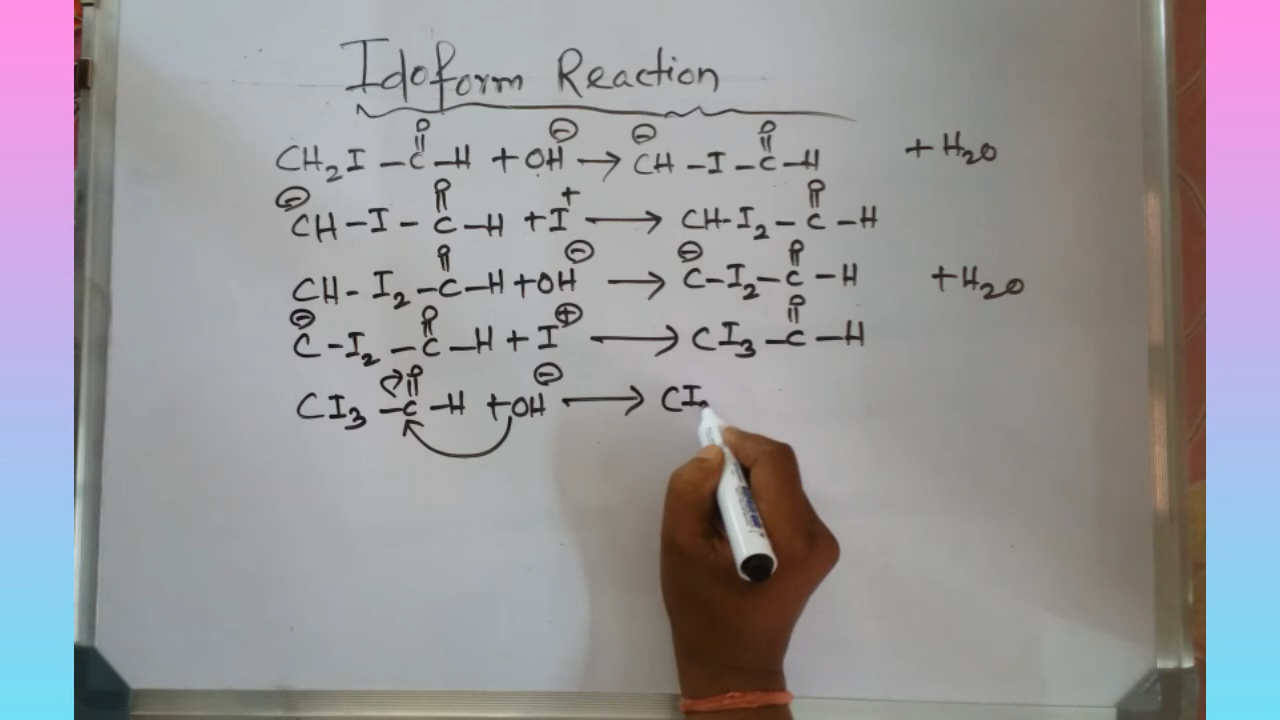 Idoform Reaction
CH₂I – C(=O) – H + OH⁻ → ⁻CH – I – C(=O) – H + H₂O
⁻CH – I – C(=O) – H + I⁺ → CH-I₂ – C(=O) – H
CH - I₂ – C(=O) – H + OH⁻ → ⁻C – I₂ – C(=O) – H + H₂O
⁻C – I₂ – C(=O) – H + I⁺ → CI₃ – C(=O) – H
CI₃ – C(=O) – H + OH⁻ → CI